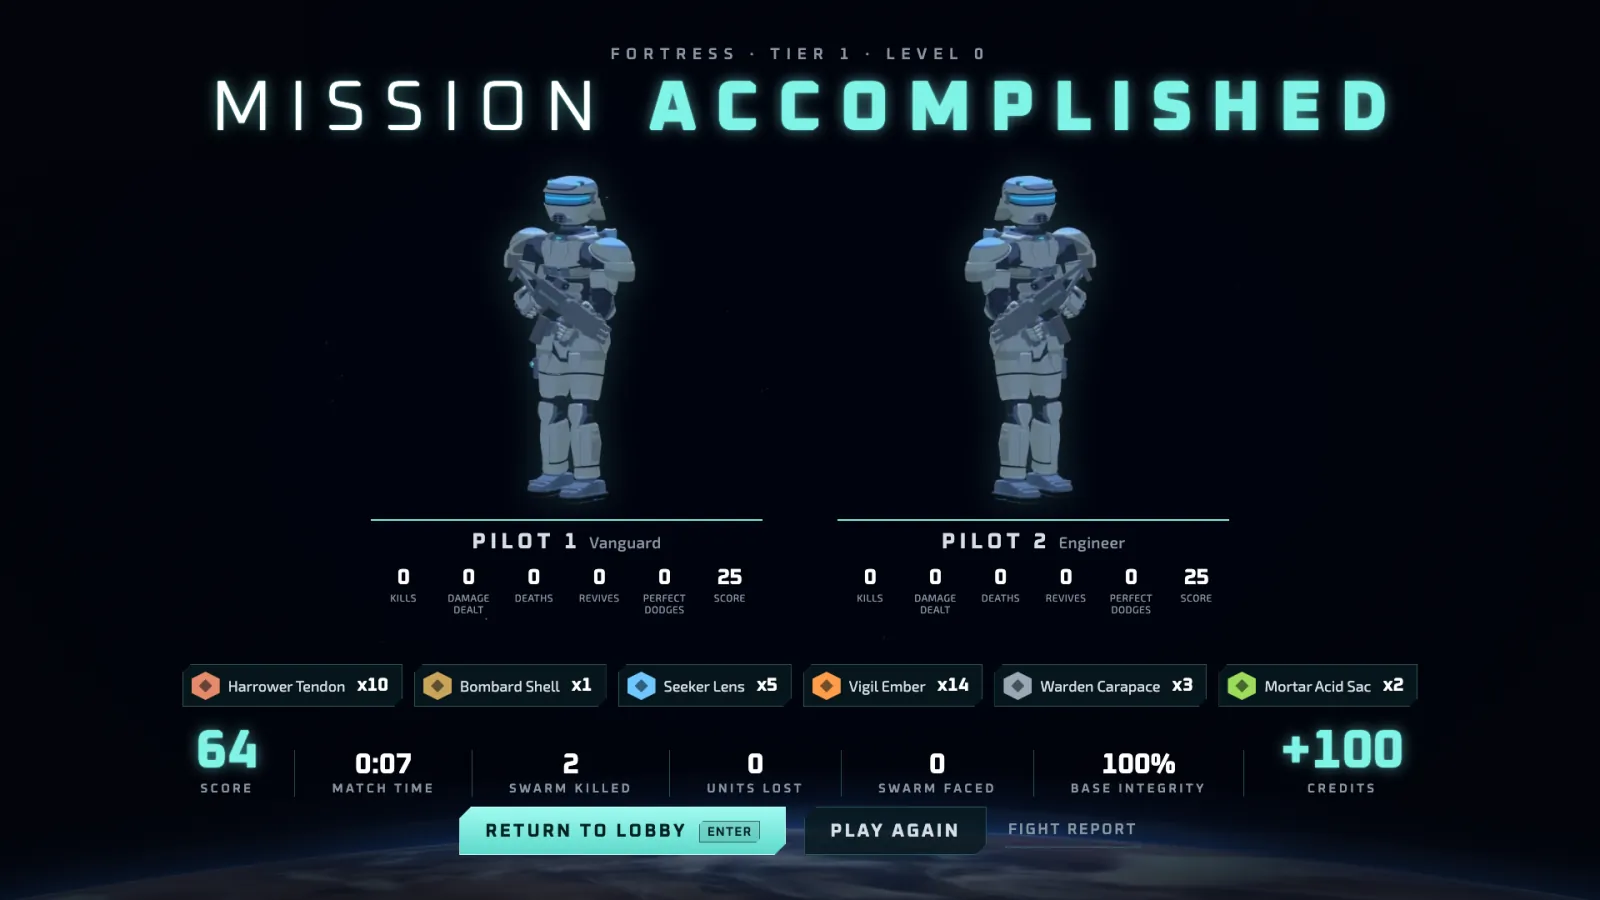 FORTRESS · TIER 1 · LEVEL 0
MISSION ACCOMPLISHED
PILOT 1 Vanguard
0 KILLS
0 DAMAGE DEALT
0 DEATHS
0 REVIVES
0 PERFECT DODGES
25 SCORE
PILOT 2 Engineer
0 KILLS
0 DAMAGE DEALT
0 DEATHS
0 REVIVES
0 PERFECT DODGES
25 SCORE
Harrower Tendon x10
Bombard Shell x1
Seeker Lens x5
Vigil Ember x14
Warden Carapace x3
Mortar Acid Sac x2
64 SCORE
0:07 MATCH TIME
2 SWARM KILLED
0 UNITS LOST
0 SWARM FACED
100% BASE INTEGRITY
+100 CREDITS
RETURN TO LOBBY ENTER
PLAY AGAIN
FIGHT REPORT